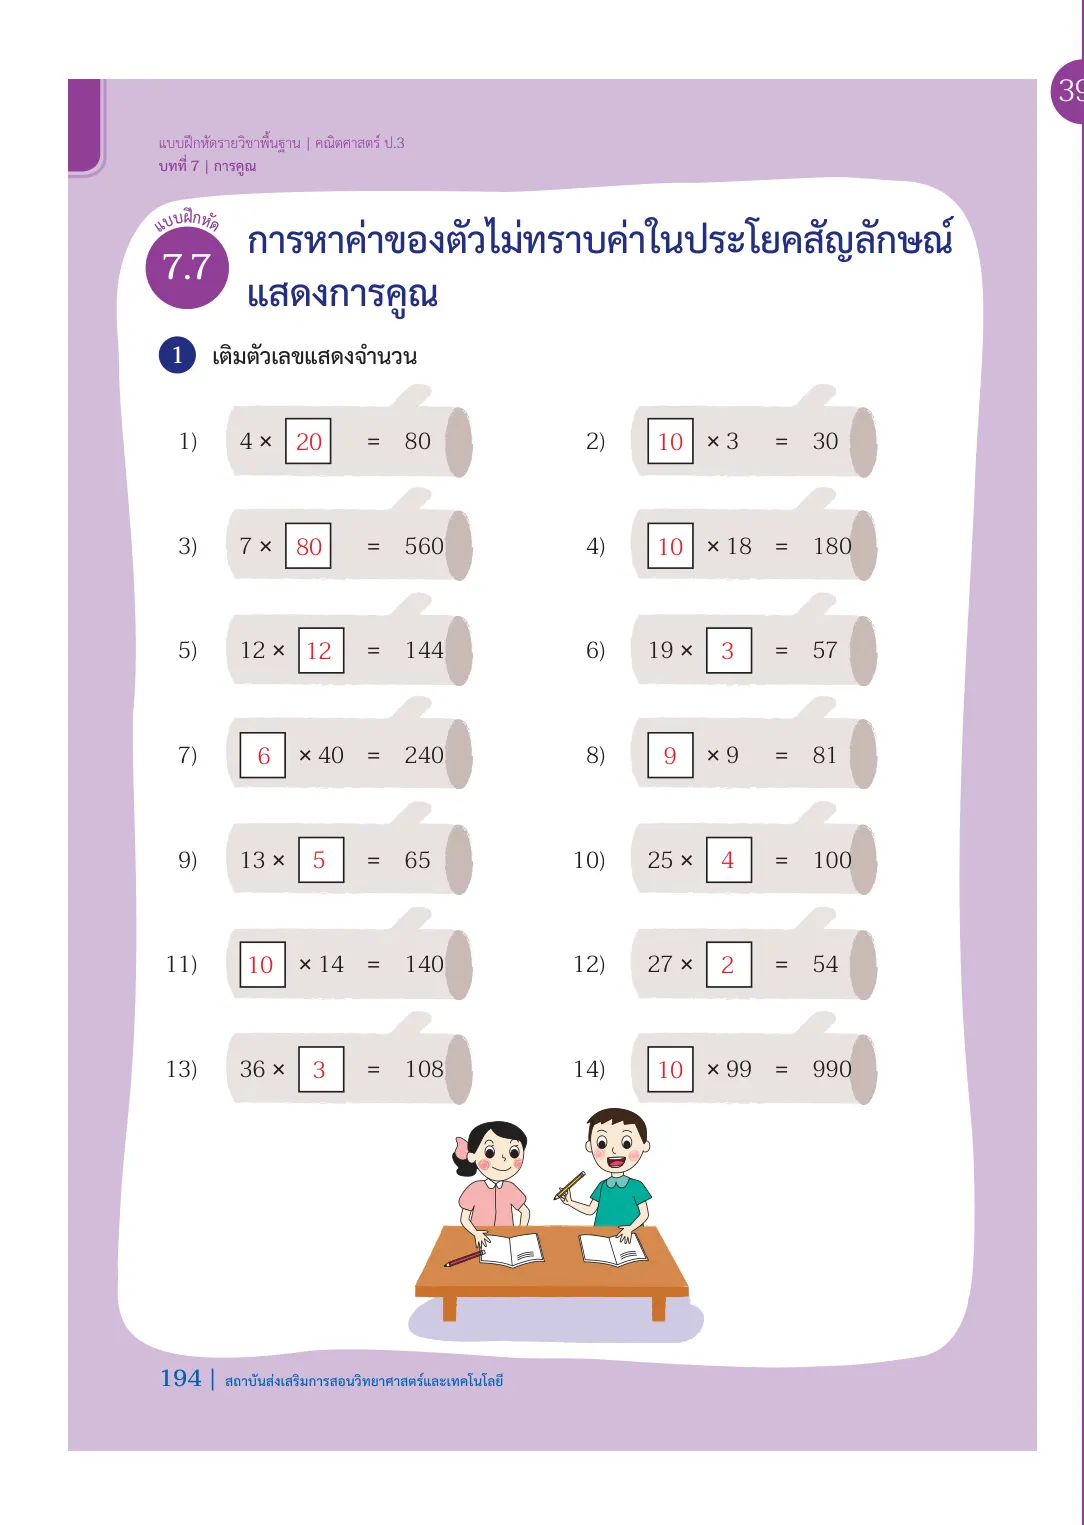 39
แบบฝึกหัดรายวิชาพื้นฐาน | คณิตศาสตร์ ป.3
บทที่ 7 | การคูณ
แบบฝึกหัด
7.7
การหาค่าของตัวไม่ทราบค่าในประโยคสัญลักษณ์
แสดงการคูณ
1 เติมตัวเลขแสดงจำนวน
1) 4 × 20 = 80
2) 10 × 3 = 30
3) 7 × 80 = 560
4) 10 × 18 = 180
5) 12 × 12 = 144
6) 19 × 3 = 57
7) 6 × 40 = 240
8) 9 × 9 = 81
9) 13 × 5 = 65
10) 25 × 4 = 100
11) 10 × 14 = 140
12) 27 × 2 = 54
13) 36 × 3 = 108
14) 10 × 99 = 990
194 | สถาบันส่งเสริมการสอนวิทยาศาสตร์และเทคโนโลยี